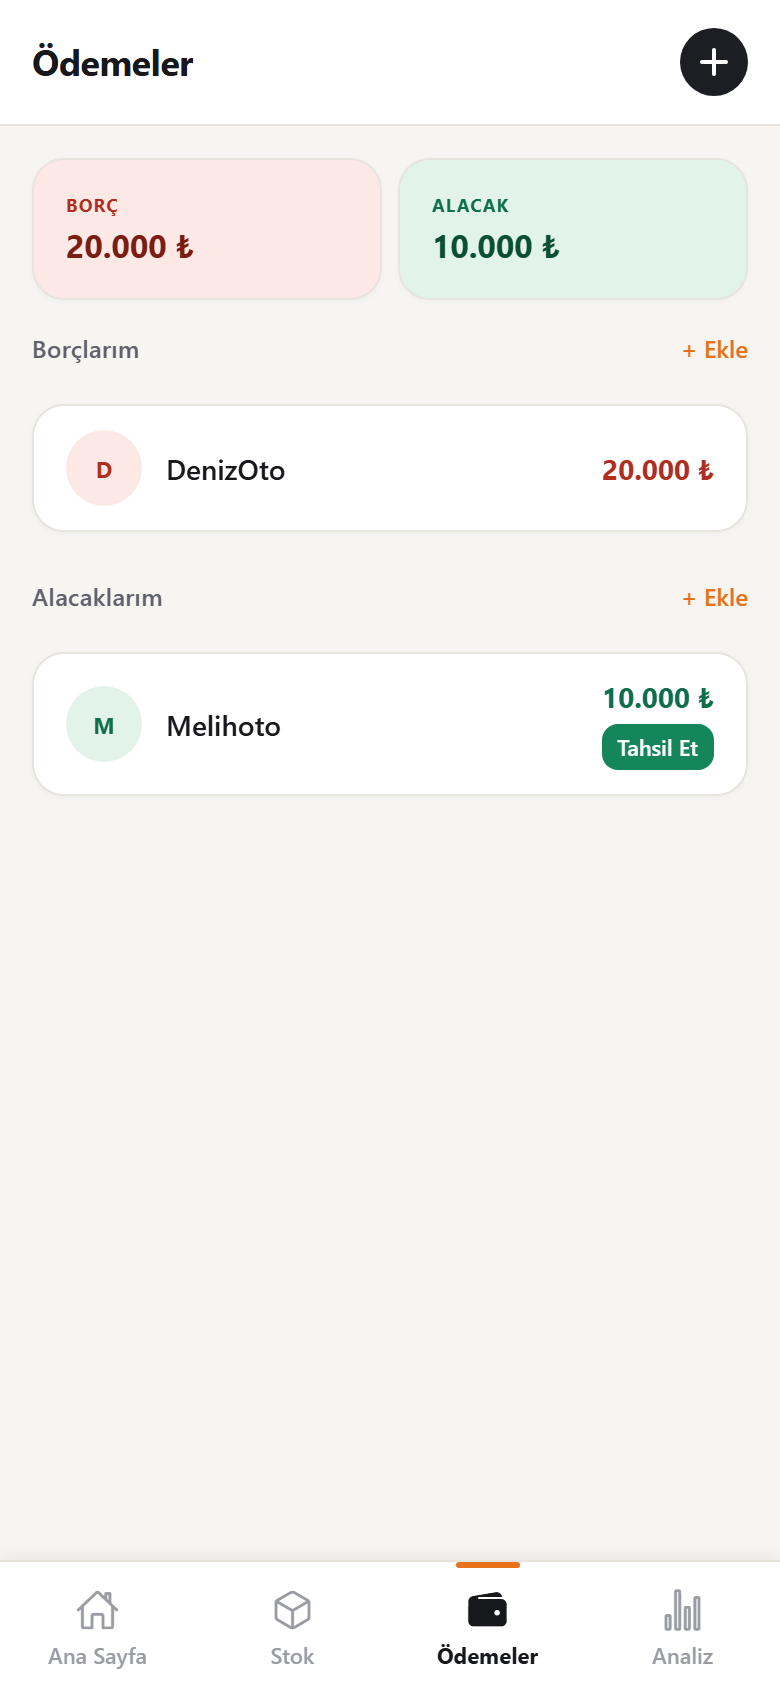 Ödemeler
BORÇ
20.000 ₺
ALACAK
10.000 ₺
Borçlarım
+ Ekle
D
DenizOto
20.000 ₺
Alacaklarım
+ Ekle
M
Melihoto
10.000 ₺
Tahsil Et
Ana Sayfa
Stok
Ödemeler
Analiz